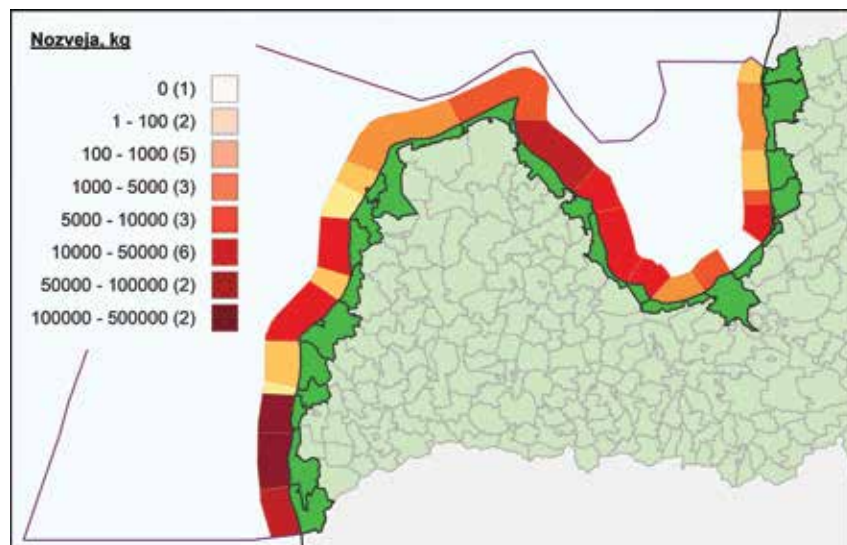 Nozveja, kg
0 (1)
1 - 100 (2)
100 - 1000 (5)
1000 - 5000 (3)
5000 - 10000 (3)
10000 - 50000 (6)
50000 - 100000 (2)
100000 - 500000 (2)